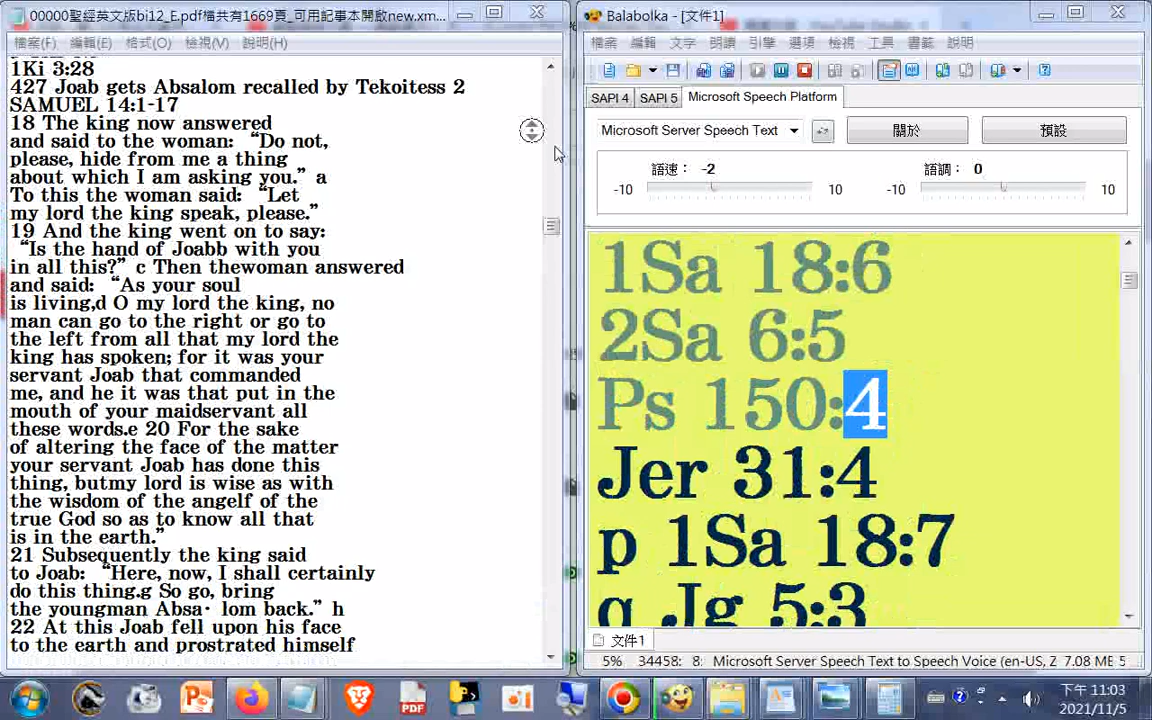 00000聖經英文版bi12_E.pdf檔共有1669頁_可用記事本開啟new.xm...
檔案(F) 編輯(E) 格式(O) 檢視(V) 說明(H)
1Ki 3:28
427 Joab gets Absalom recalled by Tekoitess 2
SAMUEL 14:1-17
18 The king now answered
and said to the woman: “Do not,
please, hide from me a thing
about which I am asking you.” a
To this the woman said: “Let
my lord the king speak, please.”
19 And the king went on to say:
“Is the hand of Joabb with you
in all this?” c Then thewoman answered
and said: “As your soul
is living,d O my lord the king, no
man can go to the right or go to
the left from all that my lord the
king has spoken; for it was your
servant Joab that commanded
me, and he it was that put in the
mouth of your maidservant all
these words.e 20 For the sake
of altering the face of the matter
your servant Joab has done this
thing, butmy lord is wise as with
the wisdom of the angelf of the
true God so as to know all that
is in the earth.”
21 Subsequently the king said
to Joab: “Here, now, I shall certainly
do this thing.g So go, bring
the youngman Absa· lom back.” h
22 At this Joab fell upon his face
to the earth and prostrated himself
Balabolka - [文件1]
檔案 編輯 文字 朗讀 引擎 選項 檢視 工具 書籤 說明
SAPI 4 SAPI 5 Microsoft Speech Platform
Microsoft Server Speech Text 關於 預設
語速： -2 語調： 0
-10 10 -10 10
1Sa 18:6
2Sa 6:5
Ps 150:4
Jer 31:4
p 1Sa 18:7
q Jg 5:3
文件1
5% 34458: 8: Microsoft Server Speech Text to Speech Voice (en-US, Z 7.08 MB 5
PDF
下午 11:03
2021/11/5